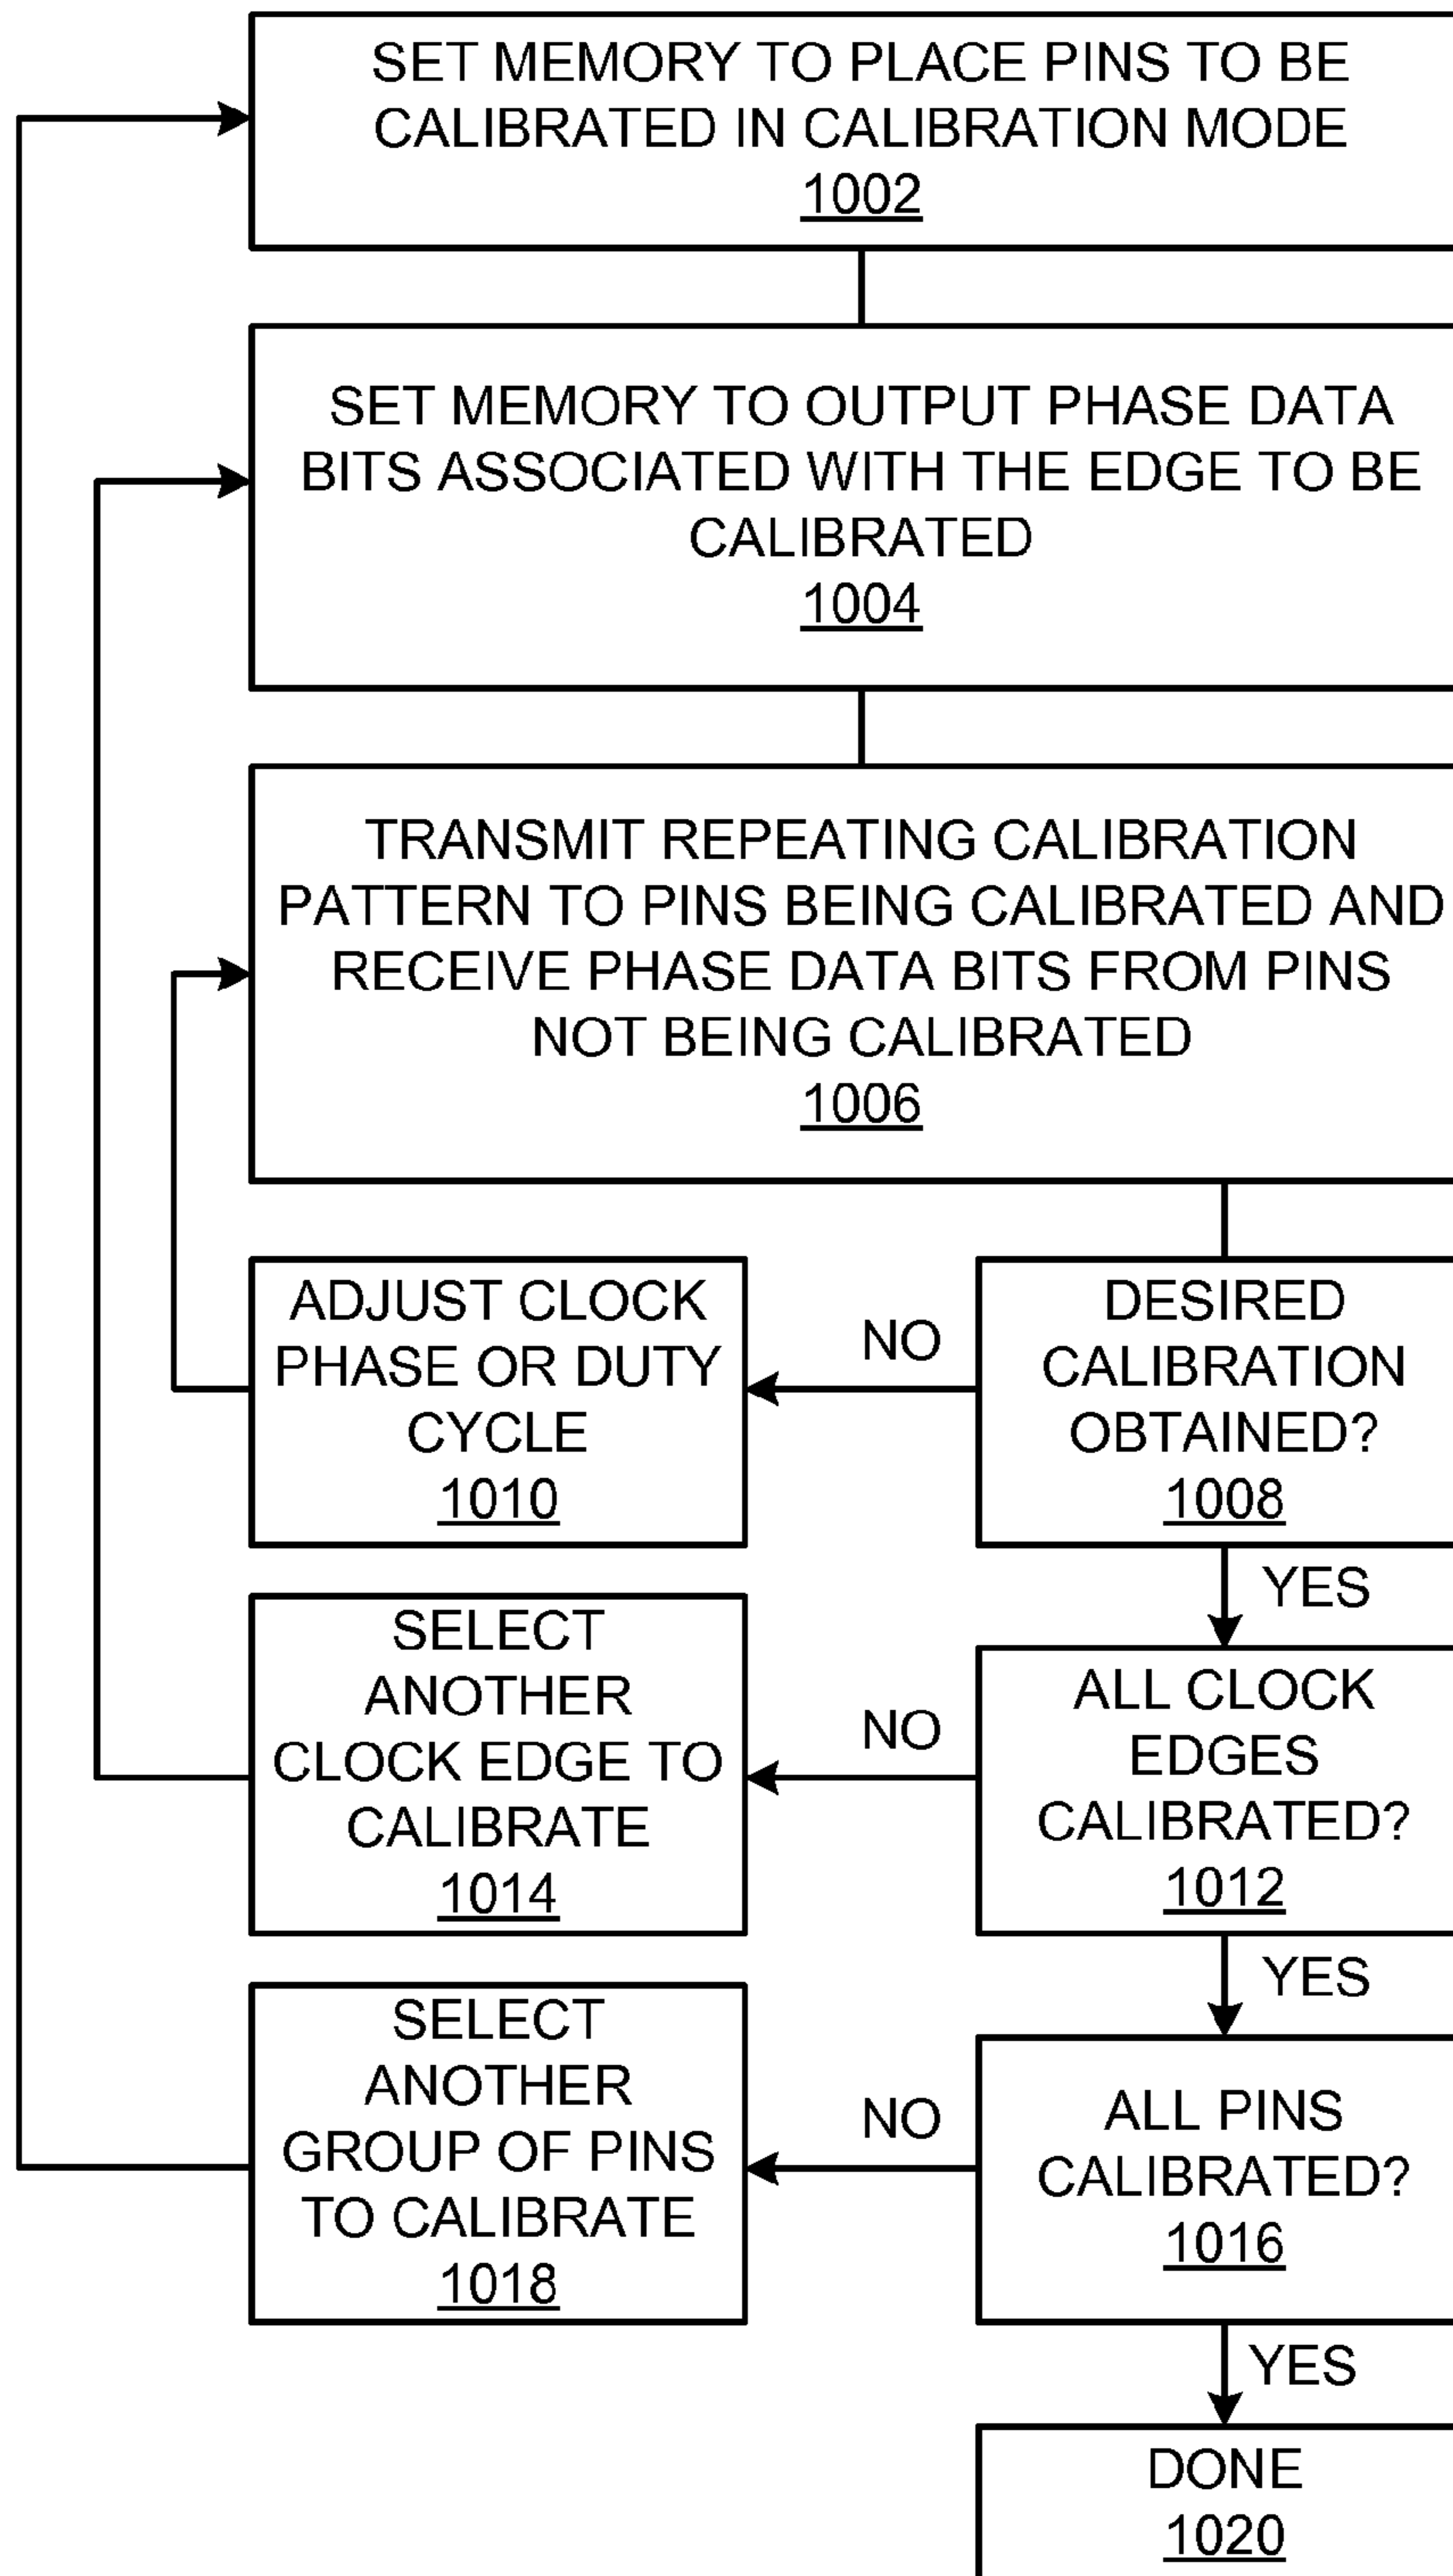 SET MEMORY TO PLACE PINS TO BE
CALIBRATED IN CALIBRATION MODE
1002
SET MEMORY TO OUTPUT PHASE DATA
BITS ASSOCIATED WITH THE EDGE TO BE
CALIBRATED
1004
TRANSMIT REPEATING CALIBRATION
PATTERN TO PINS BEING CALIBRATED AND
RECEIVE PHASE DATA BITS FROM PINS
NOT BEING CALIBRATED
1006
ADJUST CLOCK
PHASE OR DUTY
CYCLE
1010
NO
DESIRED
CALIBRATION
OBTAINED?
1008
YES
SELECT
ANOTHER
CLOCK EDGE TO
CALIBRATE
1014
NO
ALL CLOCK
EDGES
CALIBRATED?
1012
YES
SELECT
ANOTHER
GROUP OF PINS
TO CALIBRATE
1018
NO
ALL PINS
CALIBRATED?
1016
YES
DONE
1020